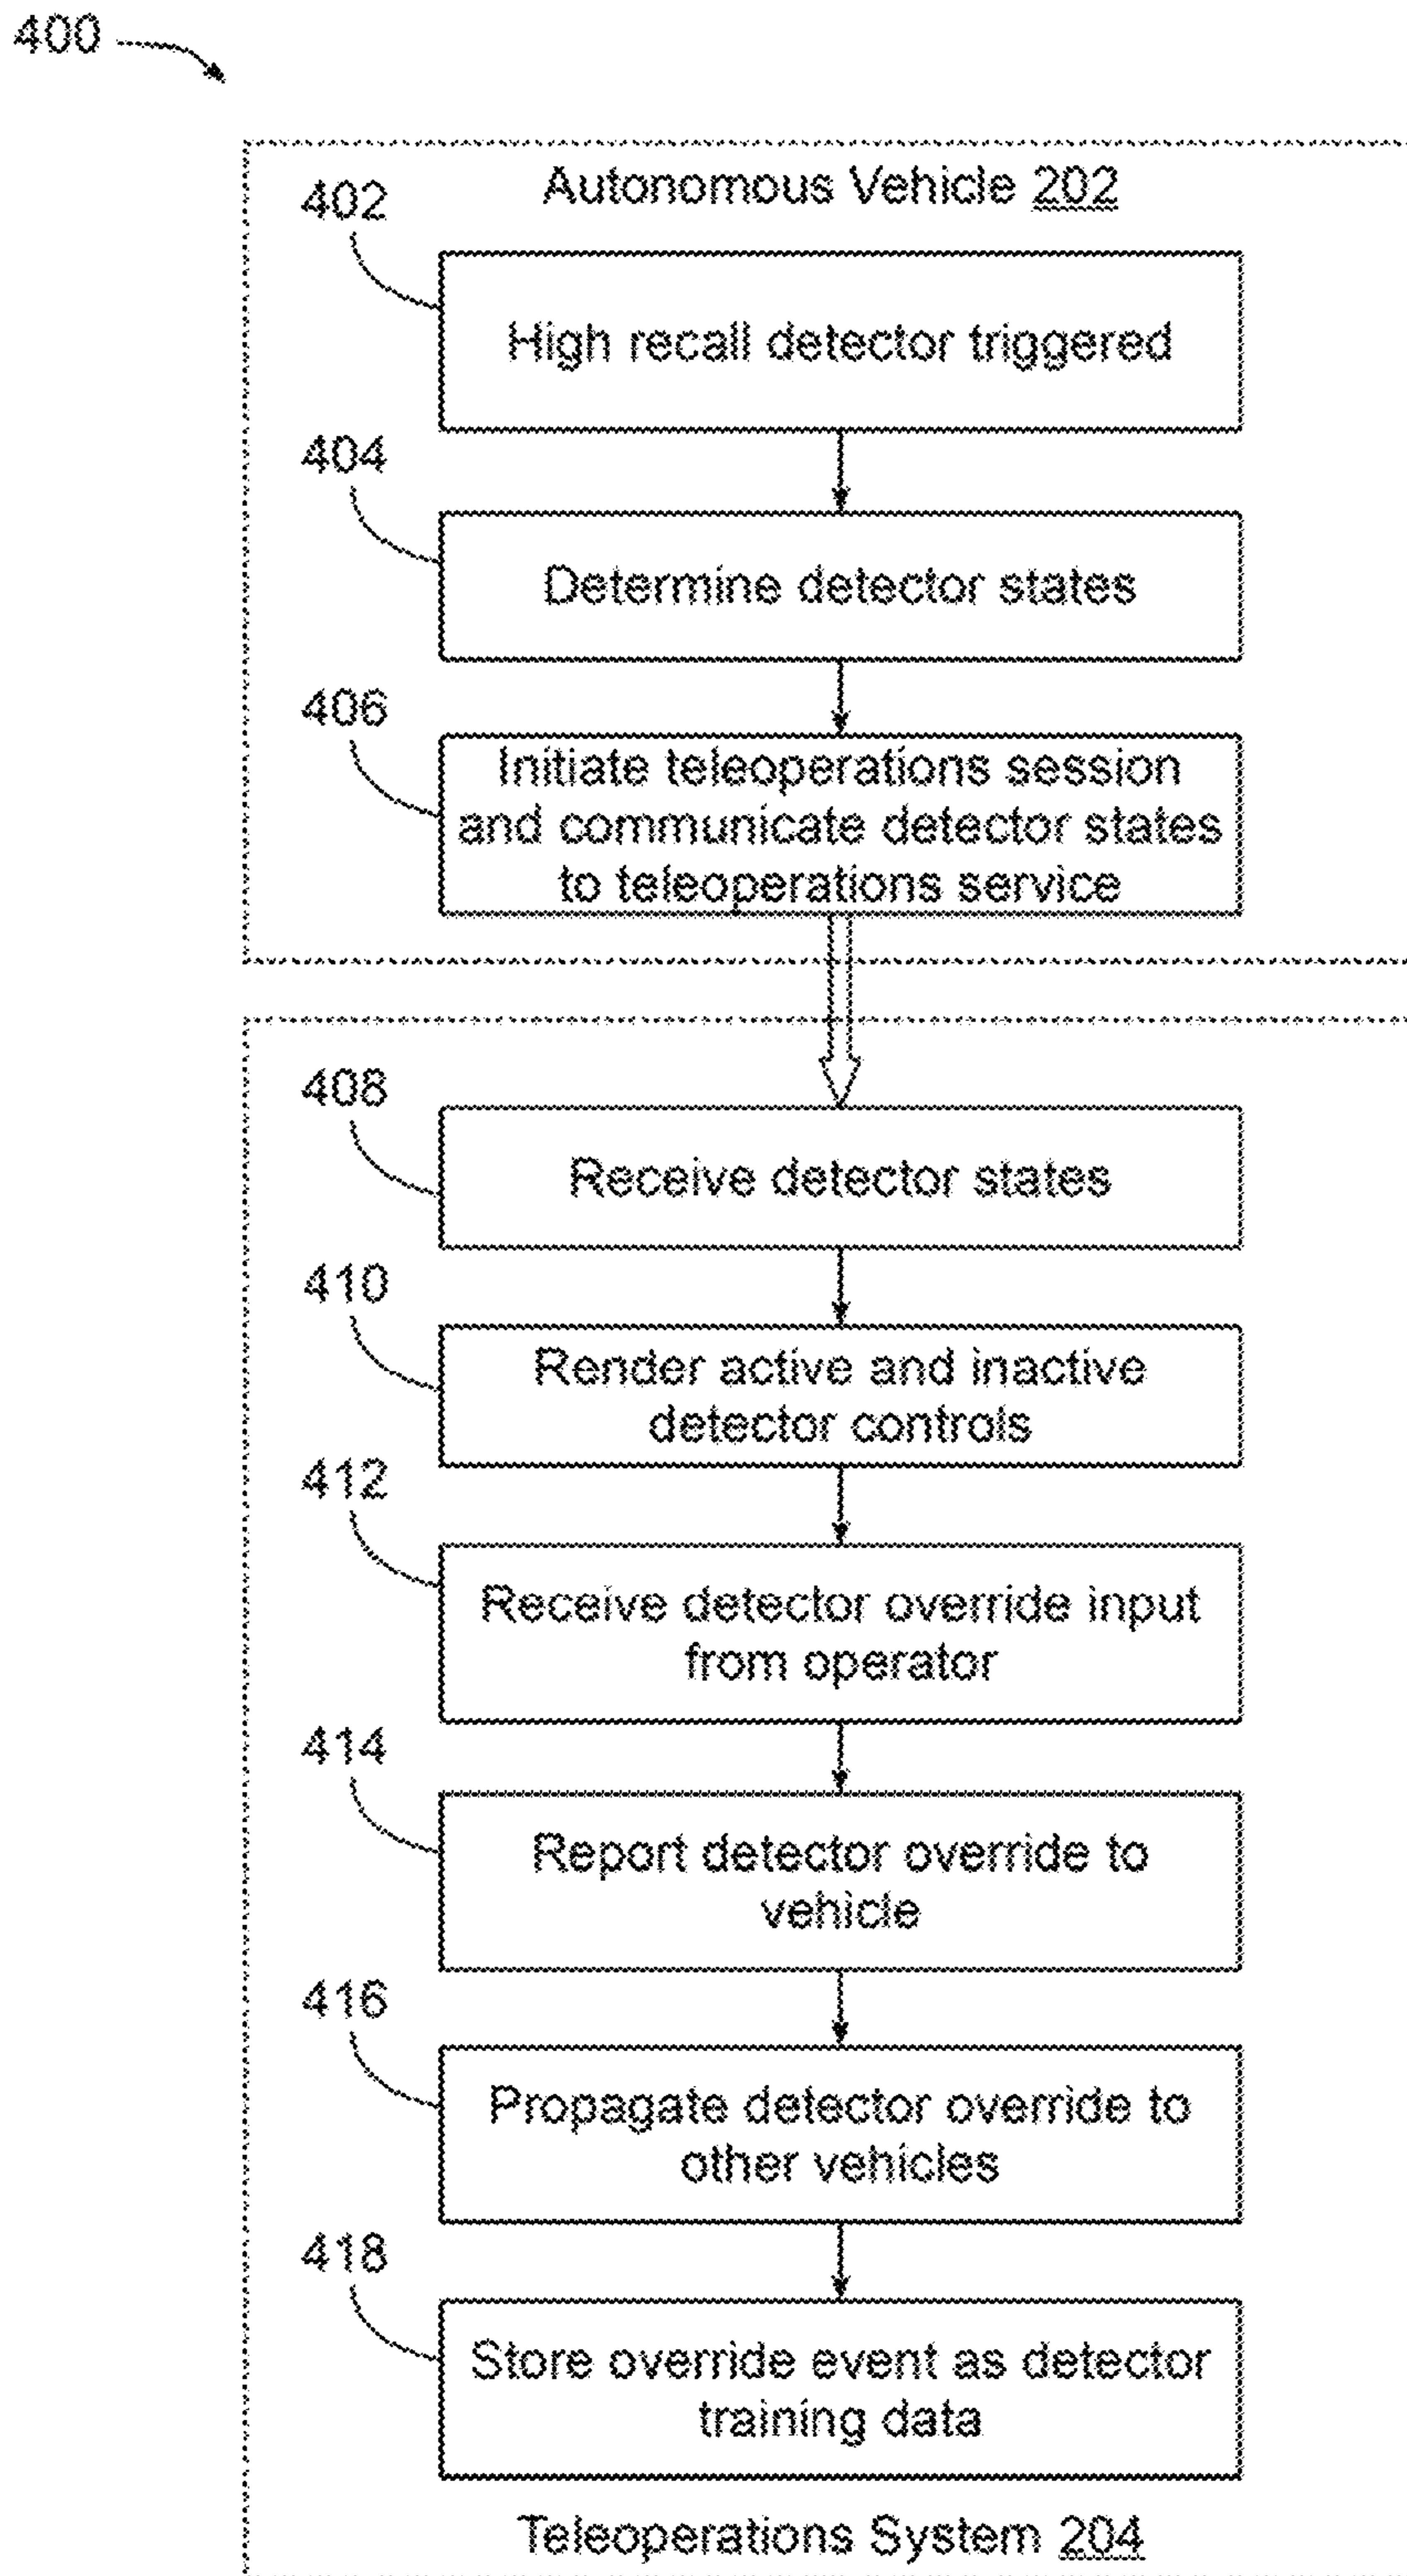 400
Autonomous Vehicle 202
402
High recall detector triggered
404
Determine detector states
406
Initiate teleoperations session
and communicate detector states
to teleoperations service
408
Receive detector states
410
Render active and inactive
detector controls
412
Receive detector override input
from operator
414
Report detector override to
vehicle
416
Propagate detector override to
other vehicles
418
Store override event as detector
training data
Teleoperations System 204